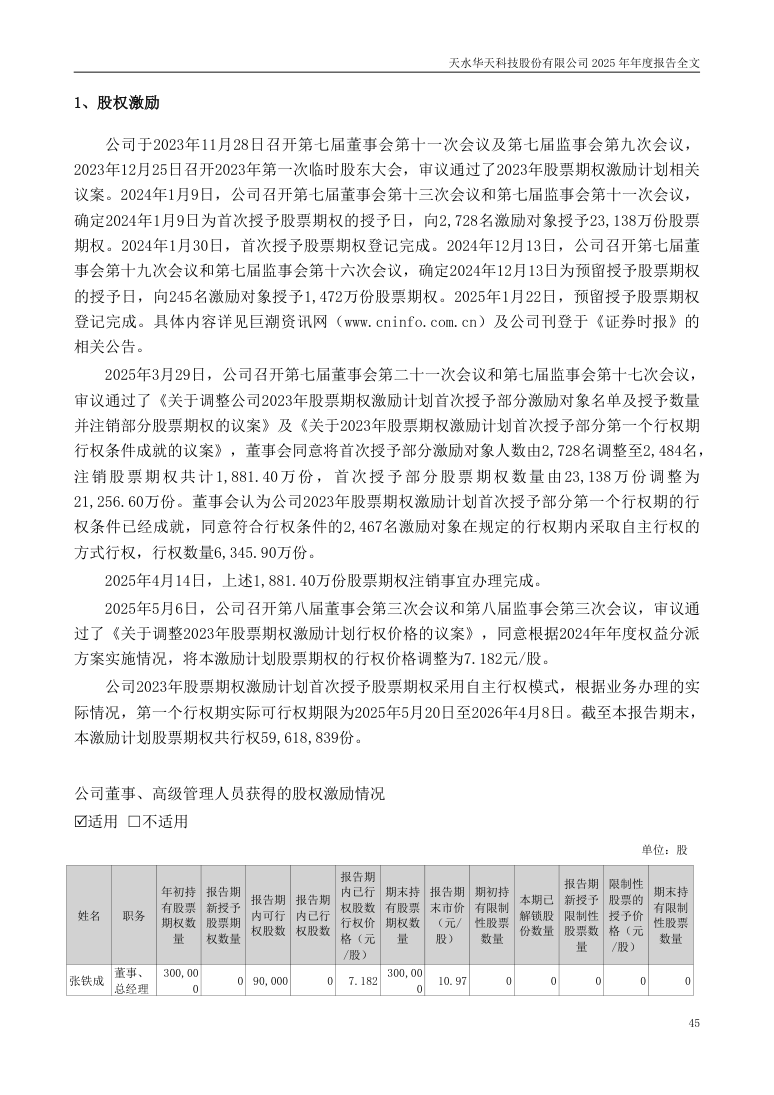 天水华天科技股份有限公司 2025 年年度报告全文
1、股权激励
公司于2023年11月28日召开第七届董事会第十一次会议及第七届监事会第九次会议，
2023年12月25日召开2023年第一次临时股东大会，审议通过了2023年股票期权激励计划相关
议案。2024年1月9日，公司召开第七届董事会第十三次会议和第七届监事会第十一次会议，
确定2024年1月9日为首次授予股票期权的授予日，向2,728名激励对象授予23,138万份股票
期权。2024年1月30日，首次授予股票期权登记完成。2024年12月13日，公司召开第七届董
事会第十九次会议和第七届监事会第十六次会议，确定2024年12月13日为预留授予股票期权
的授予日，向245名激励对象授予1,472万份股票期权。2025年1月22日，预留授予股票期权
登记完成。具体内容详见巨潮资讯网（www.cninfo.com.cn）及公司刊登于《证券时报》的
相关公告。
2025年3月29日，公司召开第七届董事会第二十一次会议和第七届监事会第十七次会议，
审议通过了《关于调整公司2023年股票期权激励计划首次授予部分激励对象名单及授予数量
并注销部分股票期权的议案》及《关于2023年股票期权激励计划首次授予部分第一个行权期
行权条件成就的议案》，董事会同意将首次授予部分激励对象人数由2,728名调整至2,484名，
注销股票期权共计1,881.40万份，首次授予部分股票期权数量由23,138万份调整为
21,256.60万份。董事会认为公司2023年股票期权激励计划首次授予部分第一个行权期的行
权条件已经成就，同意符合行权条件的2,467名激励对象在规定的行权期内采取自主行权的
方式行权，行权数量6,345.90万份。
2025年4月14日，上述1,881.40万份股票期权注销事宜办理完成。
2025年5月6日，公司召开第八届董事会第三次会议和第八届监事会第三次会议，审议通
过了《关于调整2023年股票期权激励计划行权价格的议案》，同意根据2024年年度权益分派
方案实施情况，将本激励计划股票期权的行权价格调整为7.182元/股。
公司2023年股票期权激励计划首次授予股票期权采用自主行权模式，根据业务办理的实
际情况，第一个行权期实际可行权期限为2025年5月20日至2026年4月8日。截至本报告期末，
本激励计划股票期权共行权59,618,839份。
公司董事、高级管理人员获得的股权激励情况
☑适用 □不适用
单位：股
姓名 职务 年初持有股票期权数量 报告期新授予股票期权数量 报告期内可行权股数 报告期内已行权股数 报告期内已行权股数行权价格（元/股） 期末持有股票期权数量 报告期末市价（元/股） 期初持有限制性股票数量 本期已解锁股份数量 报告期新授予限制性股票数量 限制性股票的授予价格（元/股） 期末持有限制性股票数量
张铁成 董事、总经理 300,000 0 90,000 0 7.182 300,000 10.97 0 0 0 0 0
45